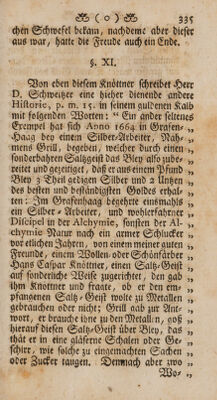 ( o ) 335
chen Schwefel bekam, nachdeme aber dieser
aus war, hatte die Freude auch ein Ende.
§. XI.
Von eben diesem Knöttner schreibet Herr
D. Schweitzer eine hieher dienende andere
Historie, p. m. 15. in seinem guldenen Kalb
mit folgenden Worten: „Ein ander seltenes
Exempel hat sich Anno 1664 in Grafen- „
Haag bey einem Silber-Arbeiter, Nah- „
mens Grill, begeben, welcher durch einen „
sonderbahren Saltzgeist das Bley also zube- „
reitet und gezeitiget, daß er aus einem Pfund „
Bley 3 Theil aeligen Silber und 2 Untzen „
des besten und beständigsten Goldes erhal- „
ten: Jm Grafenhaag begette einsmahls „
ein Silber-Arbeiter, und wohlerfahrner „
Discipel in der Alchymie, sonsten der Al- „
chymie Natur nach ein armer Schlucker „
vor etlichen Jahren, von einem meiner guten „
Freunde, einem Wollen- oder Schönfärber „
Hans Caspar Knöttner, einen Saltz-Geist „
auf sonderliche Weise zugerichtet, den gab „
ihm Knöttner und fragte, ob er den em- „
pfangenen Saltz-Geist wolte zu Metallen „
gebrauchen oder nicht; Grill gab zur Ant- „
wort, er brauche ihn zu den Metallen, goß „
hierauf diesen Saltz-Geist über Bley, das „
thät er in eine gläserne Schalen oder Ge- „
schirr, wie solche zu eingemachten Sachen „
oder Zucker taugen. Demnach aber zwo „
Wo- „